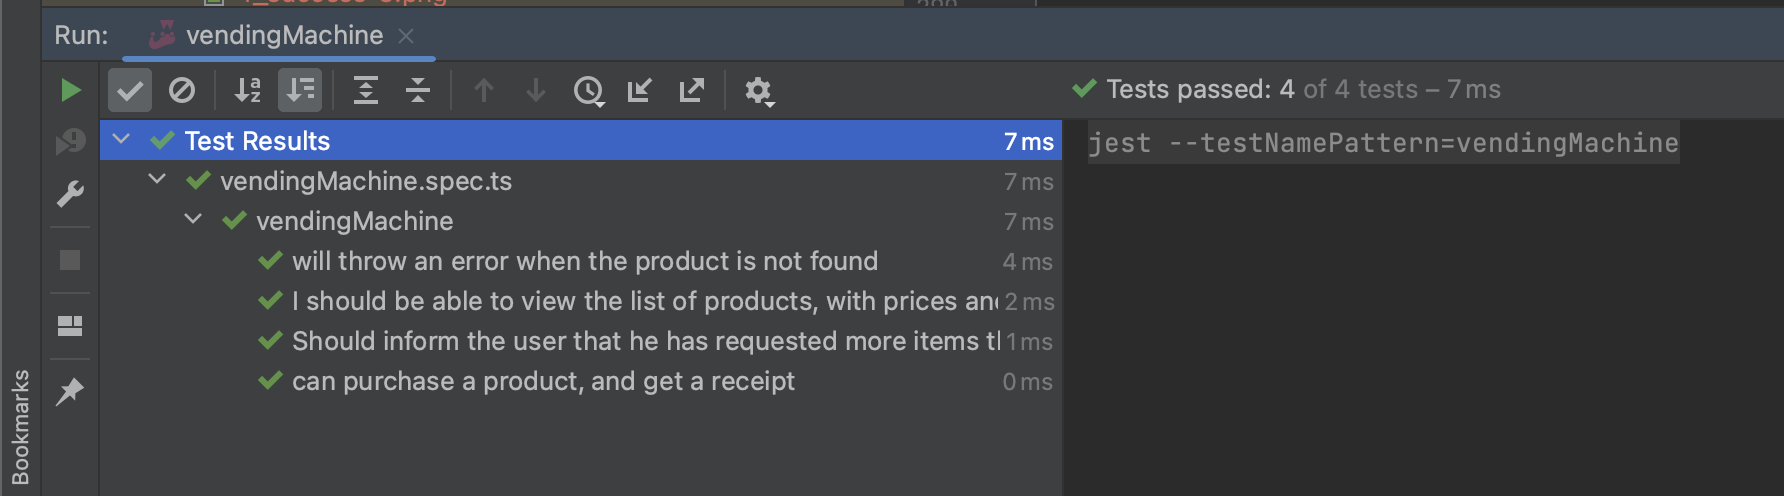 Run: vendingMachine
Tests passed: 4 of 4 tests – 7 ms
Test Results 7 ms
jest --testNamePattern=vendingMachine
vendingMachine.spec.ts 7 ms
vendingMachine 7 ms
will throw an error when the product is not found 4 ms
I should be able to view the list of products, with prices 2 ms
Should inform the user that he has requested more items 1 ms
can purchase a product, and get a receipt 0 ms
Bookmarks